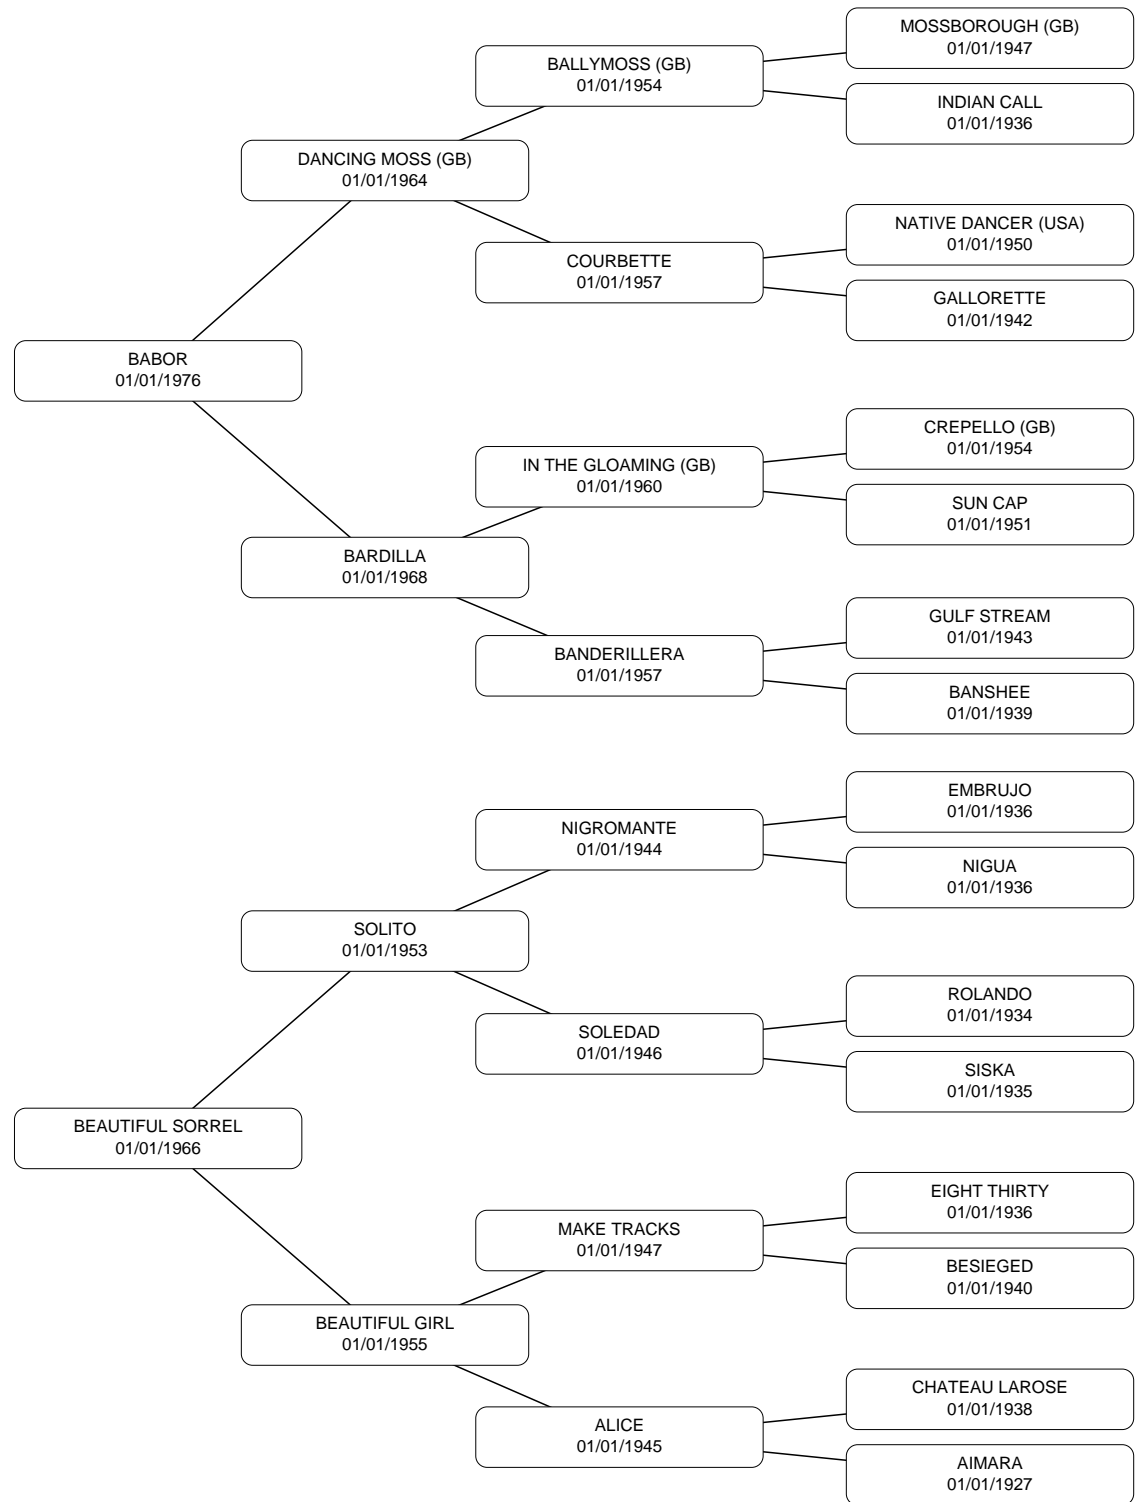 MOSSBOROUGH (GB)
01/01/1947
BALLYMOSS (GB)
01/01/1954
INDIAN CALL
01/01/1936
DANCING MOSS (GB)
01/01/1964
NATIVE DANCER (USA)
01/01/1950
COURBETTE
01/01/1957
GALLORETTE
01/01/1942
BABOR
01/01/1976
CREPELLO (GB)
01/01/1954
IN THE GLOAMING (GB)
01/01/1960
SUN CAP
01/01/1951
BARDILLA
01/01/1968
GULF STREAM
01/01/1943
BANDERILLERA
01/01/1957
BANSHEE
01/01/1939
EMBRUJO
01/01/1936
NIGROMANTE
01/01/1944
NIGUA
01/01/1936
SOLITO
01/01/1953
ROLANDO
01/01/1934
SOLEDAD
01/01/1946
SISKA
01/01/1935
BEAUTIFUL SORREL
01/01/1966
EIGHT THIRTY
01/01/1936
MAKE TRACKS
01/01/1947
BESIEGED
01/01/1940
BEAUTIFUL GIRL
01/01/1955
CHATEAU LAROSE
01/01/1938
ALICE
01/01/1945
AIMARA
01/01/1927